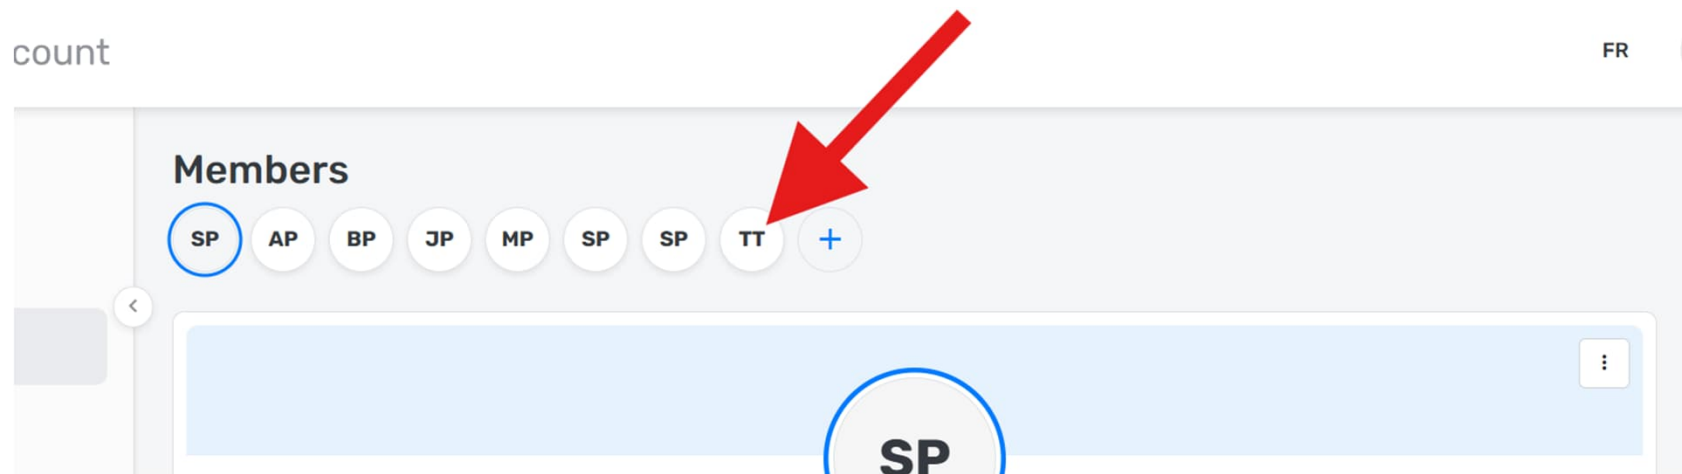 count
FR
Members
SP AP BP JP MP SP SP TT +
SP